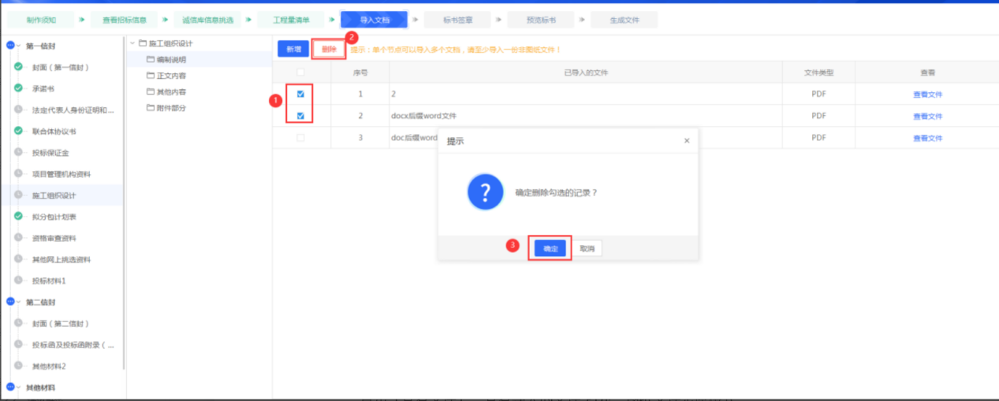 制作须知 查看招标信息 诚信库信息挑选 工程量清单 导入文档 标书签章 预览标书 生成文件
第一信封
封面（第一信封）
承诺书
法定代表人身份证明和...
联合体协议书
投标保证金
项目管理机构资料
施工组织设计
拟分包计划表
资格审查资料
其他网上挑选资料
投标材料1
第二信封
封面（第二信封）
投标函及投标函附录（...
其他材料2
其他材料
施工组织设计
编制说明
正文内容
其他内容
附件部分
新增 删除 2 提示：单个节点可以导入多个文档，请至少导入一份非图纸文件！
序号 已导入的文件 文件类型 查看
1
1 2 PDF 查看文件
2 docx后缀word文件 PDF 查看文件
3 doc后缀word PDF 查看文件
提示 ×
? 确定删除勾选的记录？
3 确定 取消